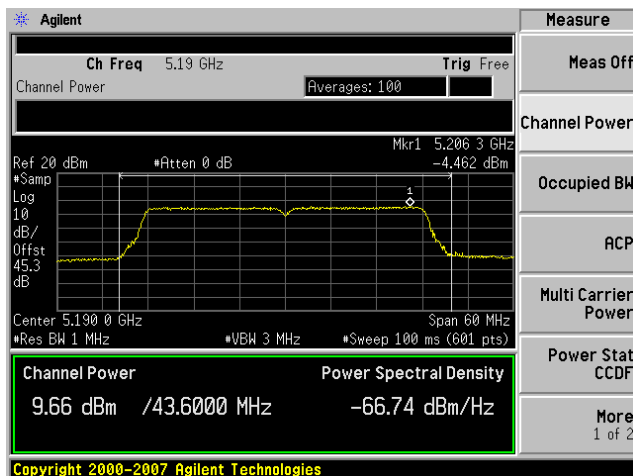 Agilent
Measure
Ch Freq 5.19 GHz Trig Free
Meas Off
Channel Power Averages: 100
Channel Power
Mkr1 5.206 3 GHz
Ref 20 dBm #Atten 0 dB -4.462 dBm
#Samp
Log
10
dB/
Offst
45.3
dB
1
Occupied BW
ACP
Multi Carrier
Power
Center 5.190 0 GHz Span 60 MHz
#Res BW 1 MHz #VBW 3 MHz #Sweep 100 ms (601 pts)
Power Stat
CCDF
Channel Power Power Spectral Density
9.66 dBm /43.6000 MHz -66.74 dBm/Hz
More
1 of 2
Copyright 2000-2007 Agilent Technologies